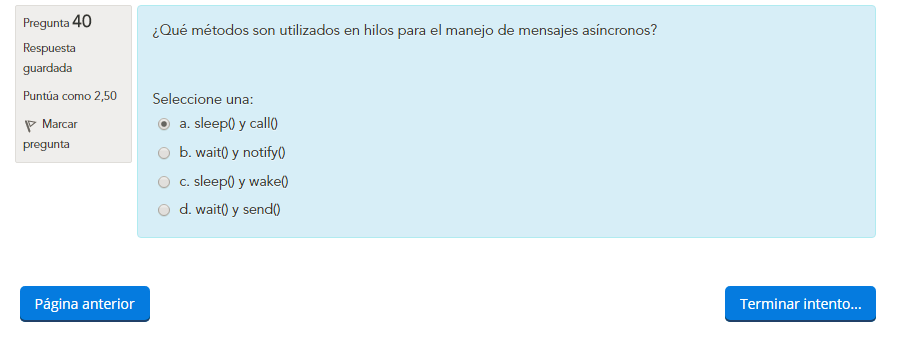 Pregunta 40
Respuesta
guardada
Puntúa como 2,50
Marcar
pregunta
¿Qué métodos son utilizados en hilos para el manejo de mensajes asíncronos?
Seleccione una:
a. sleep() y call()
b. wait() y notify()
c. sleep() y wake()
d. wait() y send()
Página anterior
Terminar intento...